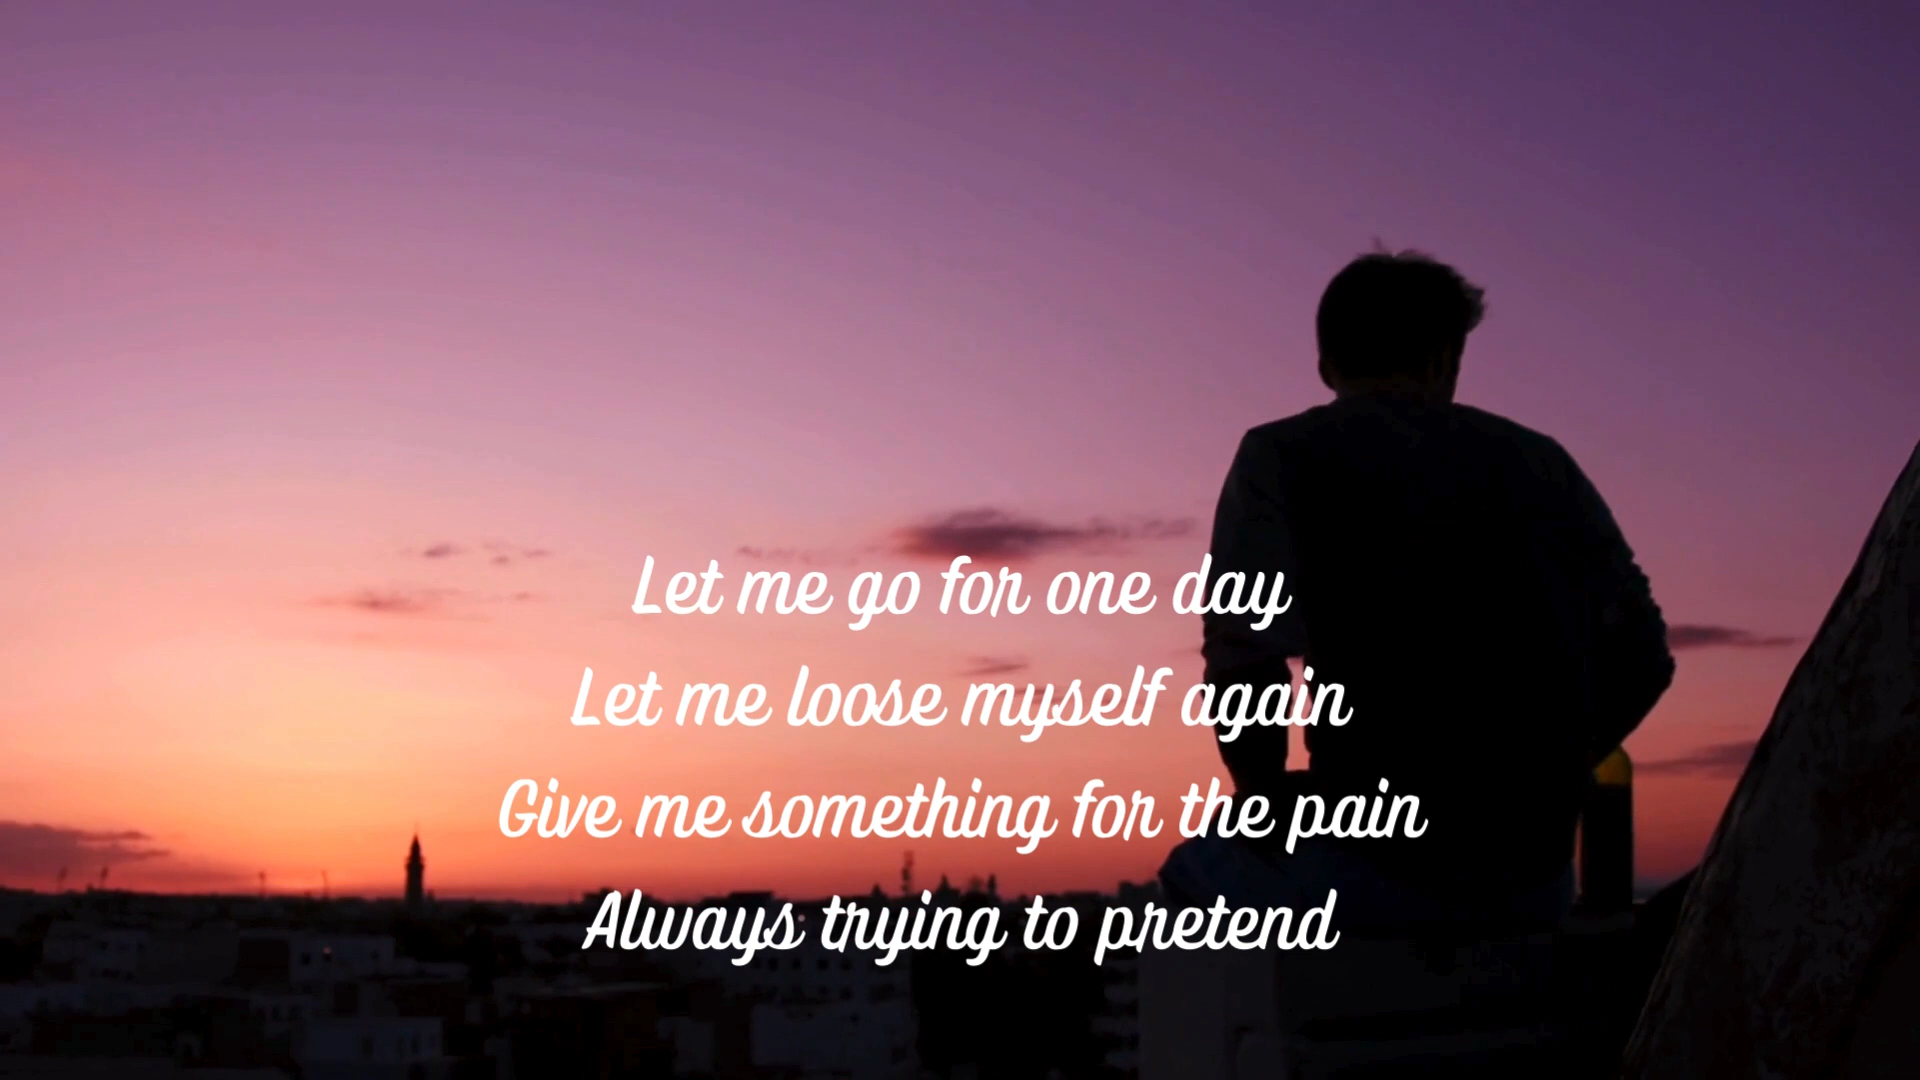 Let me go for one day
Let me loose myself again
Give me something for the pain
Always trying to pretend